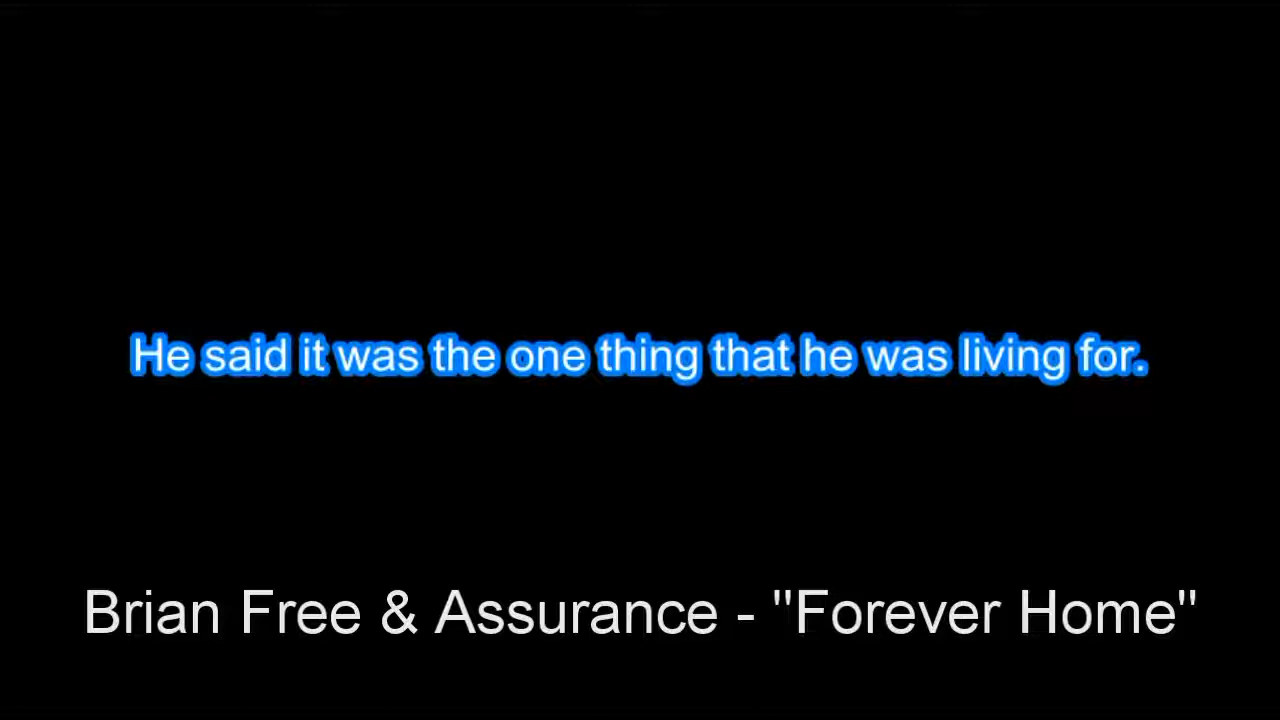 He said it was the one thing that he was living for.
Brian Free & Assurance - "Forever Home"